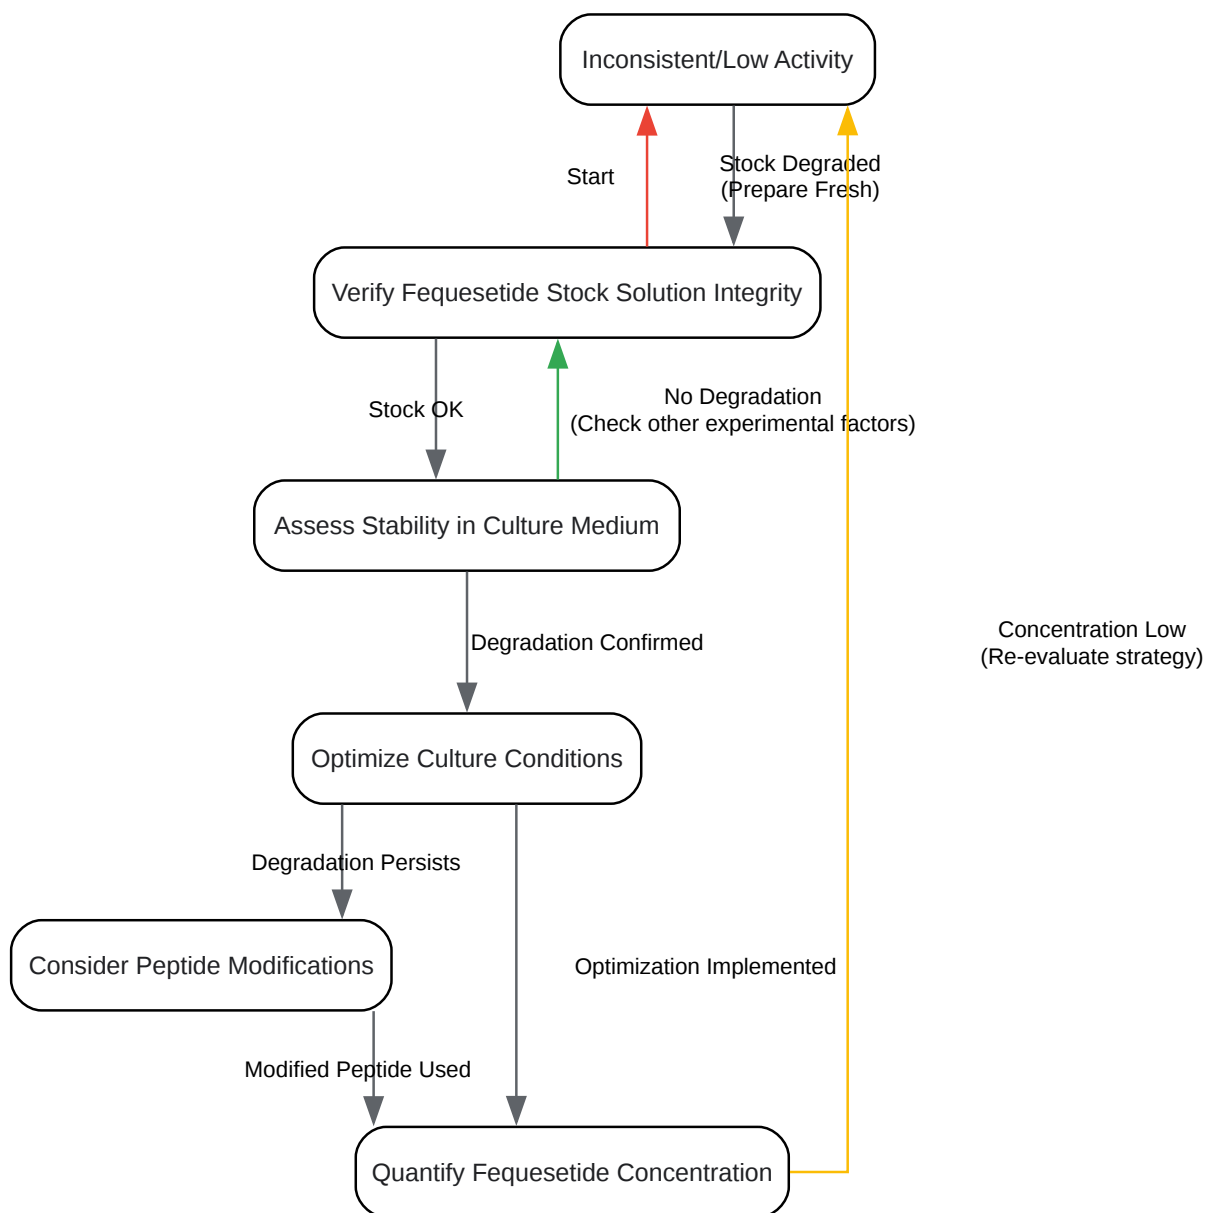 Inconsistent/Low Activity
Start
Stock Degraded
(Prepare Fresh)
Verify Fequesetide Stock Solution Integrity
Stock OK
No Degradation
(Check other experimental factors)
Assess Stability in Culture Medium
Degradation Confirmed
Concentration Low
(Re-evaluate strategy)
Optimize Culture Conditions
Degradation Persists
Consider Peptide Modifications
Optimization Implemented
Modified Peptide Used
Quantify Fequesetide Concentration